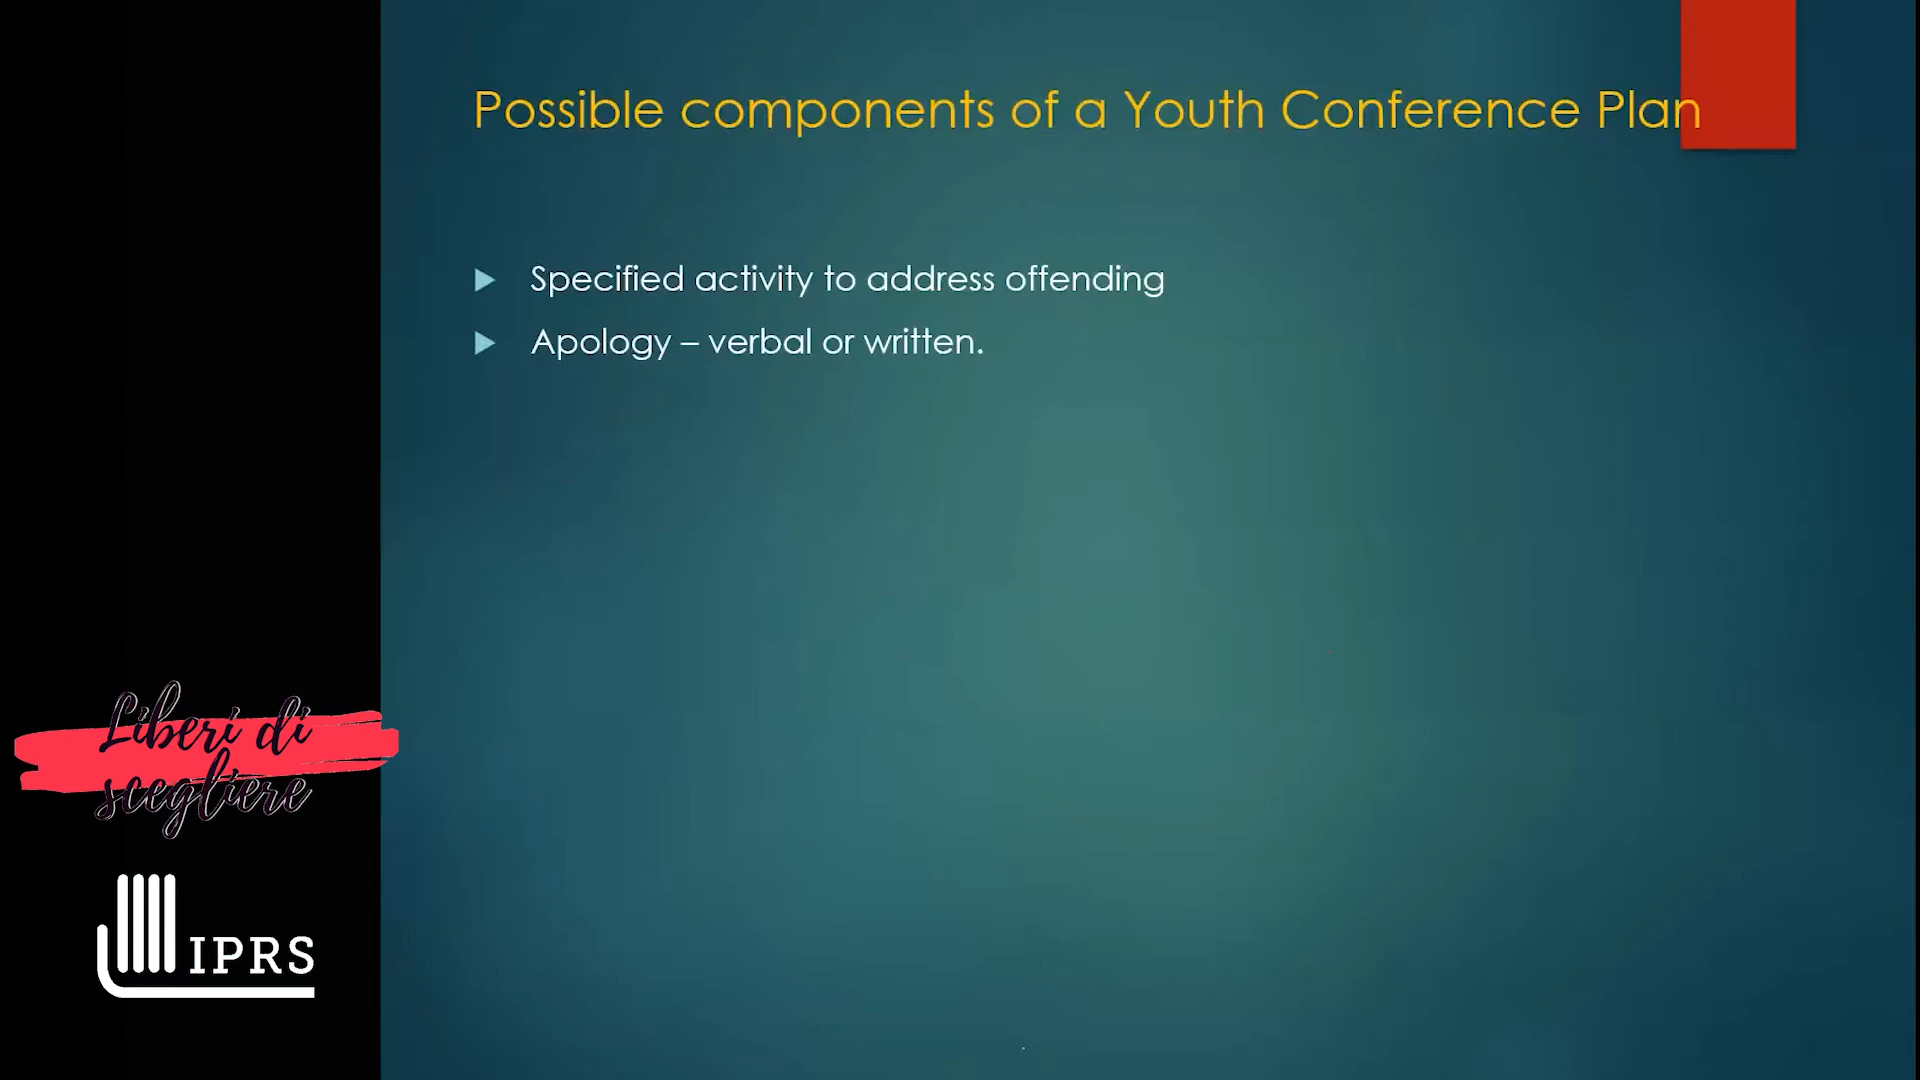 Possible components of a Youth Conference Plan
Specified activity to address offending
Apology – verbal or written.
Liberi di
scegliere
IPRS